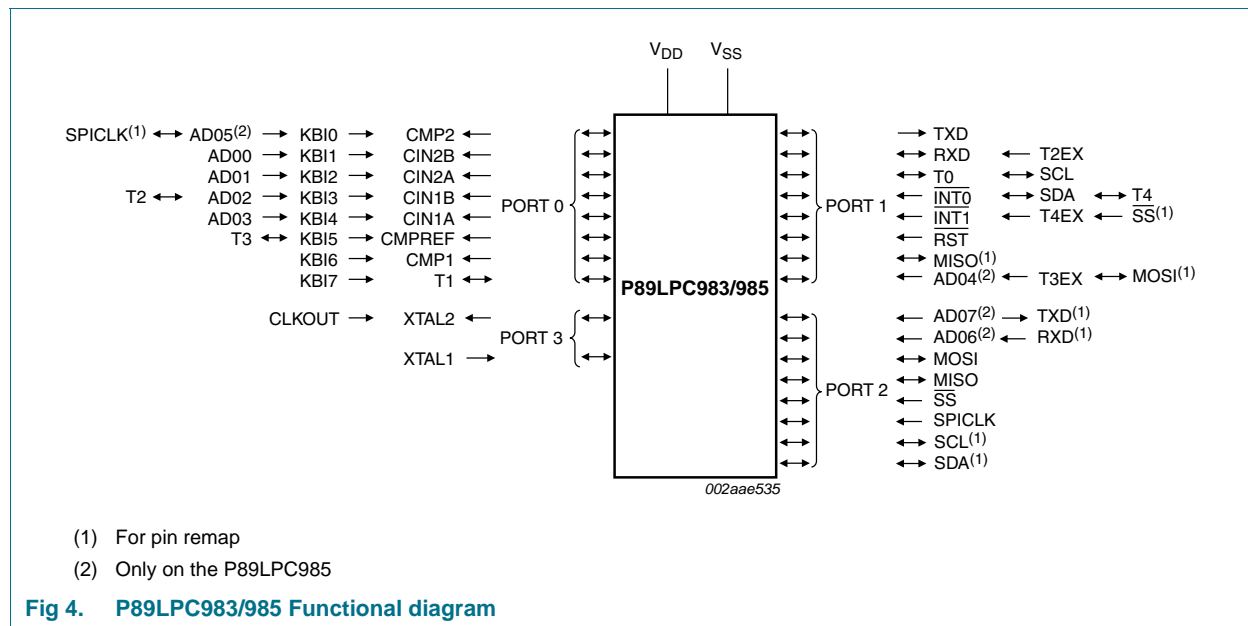 VDD VSS
SPICLK(1) AD05(2) KBI0 CMP2 TXD
AD00 KBI1 CIN2B RXD T2EX
AD01 KBI2 CIN2A T0 SCL
T2 AD02 KBI3 CIN1B INT0 SDA T4
PORT 0 PORT 1
AD03 KBI4 CIN1A INT1 T4EX SS(1)
T3 KBI5 CMPREF RST
KBI6 CMP1 MISO(1)
KBI7 T1 AD04(2) T3EX MOSI(1)
P89LPC983/985
CLKOUT XTAL2 AD07(2) TXD(1)
PORT 3 AD06(2) RXD(1)
XTAL1 MOSI
MISO
PORT 2
SS
SPICLK
SCL(1)
SDA(1)
002aae535
(1) For pin remap
(2) Only on the P89LPC985
Fig 4. P89LPC983/985 Functional diagram